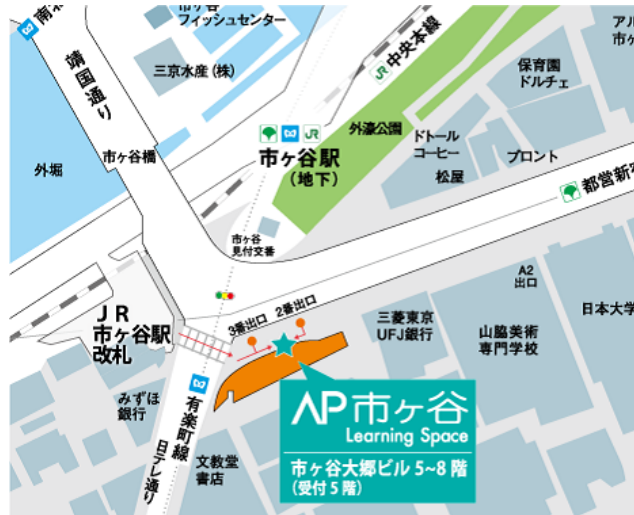 南北
市ヶ谷
フィッシュセンター
三京水産(株)
靖国通り
外堀
市ヶ谷橋
JR中央本線
JR
市ヶ谷駅
(地下)
外濠公園
保育園
ドルチェ
アル
市ヶ
ドトール
コーヒー
松屋
プロント
都営新宿
市ヶ谷
見付交番
A2
出口
日本大学
JR
市ヶ谷駅
改札
3番出口
2番出口
三菱東京
UFJ銀行
山脇美術
専門学校
みずほ
銀行
有楽町線
日テレ通り
文教堂
書店
AP市ヶ谷
Learning Space
市ヶ谷大郷ビル 5~8 階
(受付 5 階)